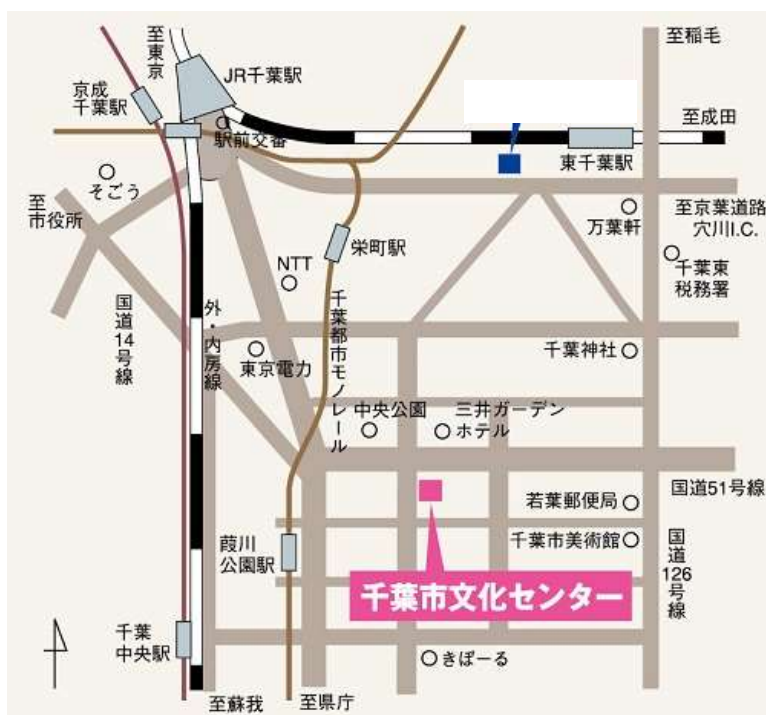 至東京
JR千葉駅
至稲毛
京成
千葉駅
至成田
駅前交番
東千葉駅
そごう
至
市役所
万葉軒
至京葉道路
穴川I.C.
栄町駅
千葉東
税務署
NTT
国道14号線
外・内房線
千葉都市モノレール
千葉神社
東京電力
中央公園
三井ガーデン
ホテル
国道51号線
若葉郵便局
葭川
公園駅
千葉市美術館
国道126号線
千葉市文化センター
千葉
中央駅
きぼーる
至蘇我
至県庁